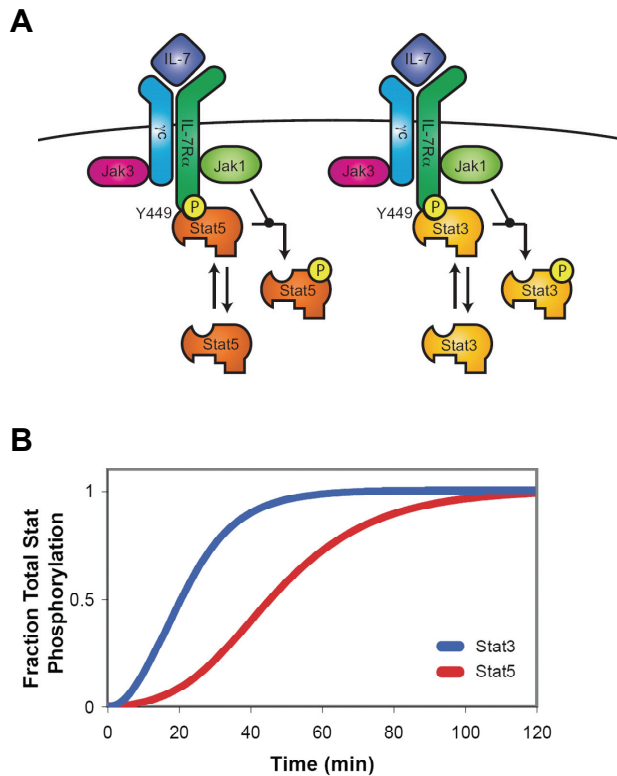 A
IL-7
IL-7
γc
IL-7Rα
γc
IL-7Rα
Jak3
Jak1
Jak3
Jak1
Y449
P
Y449
P
Stat5
Stat3
P
Stat5
P
Stat3
Stat5
Stat3
B
Fraction Total Stat
Phosphorylation
1
0.5
0
Stat3
Stat5
0 20 40 60 80 100 120
Time (min)